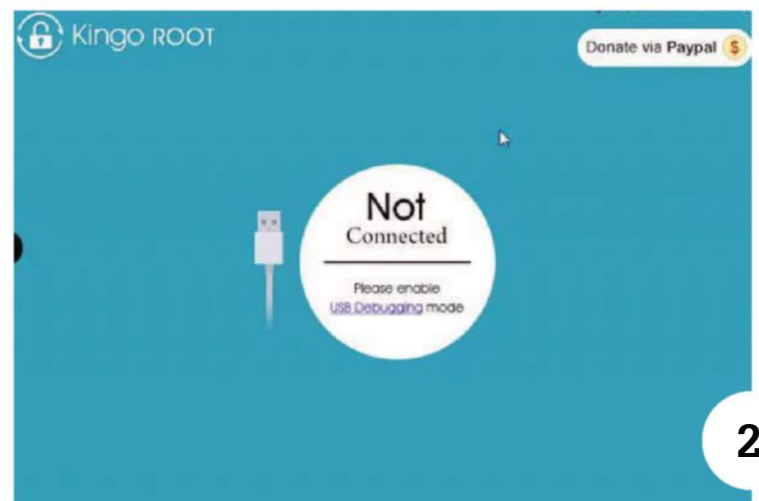 Kingo ROOT
Donate via Paypal $
Not
Connected
Please enable
USB Debugging mode
2